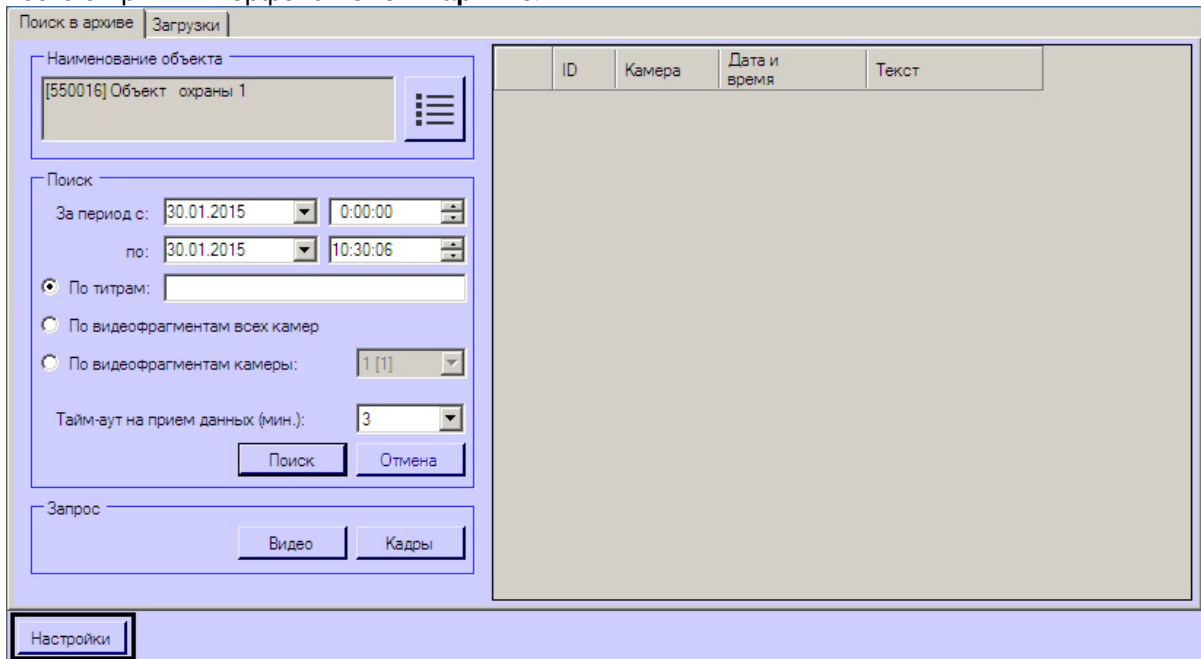 Поиск в архиве
Загрузки
Наименование объекта
[550016] Объект охраны 1
ID
Камера
Дата и
время
Текст
Поиск
За период с: 30.01.2015 0:00:00
по: 30.01.2015 10:30:06
По титрам:
По видеофрагментам всех камер
По видеофрагментам камеры: 1 [1]
Тайм-аут на прием данных (мин.): 3
Поиск
Отмена
Запрос
Видео
Кадры
Настройки